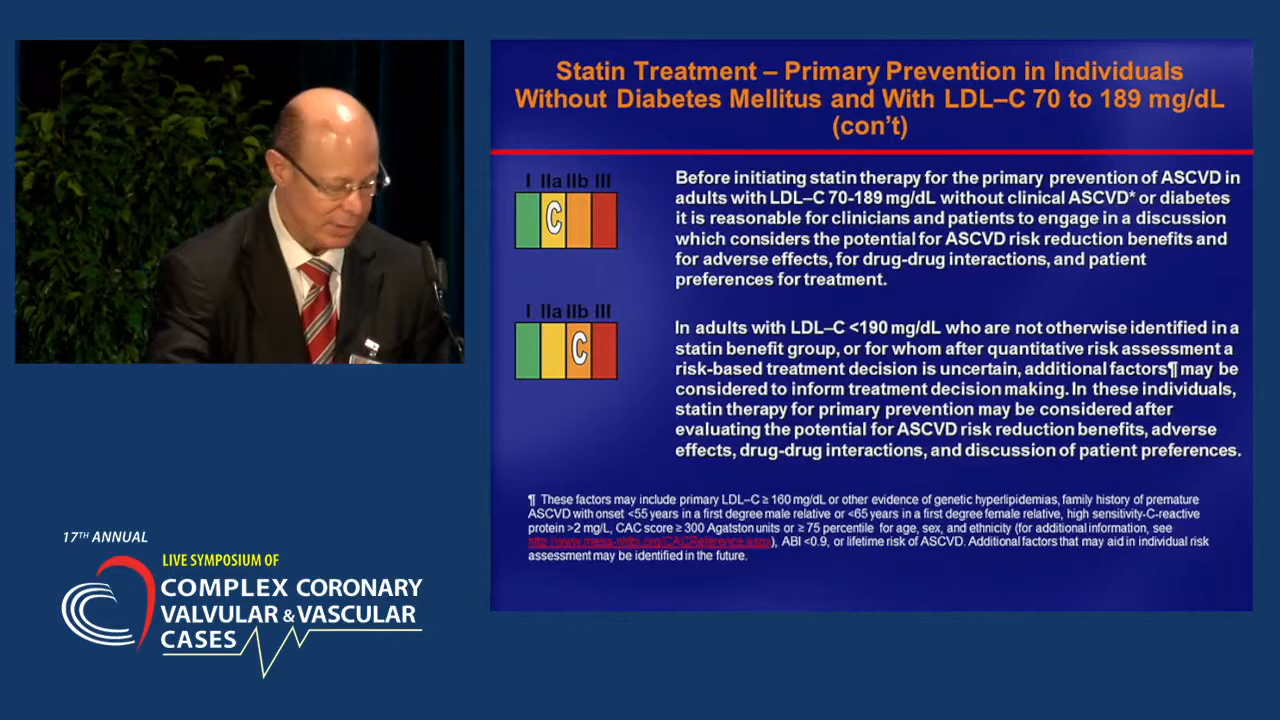 Statin Treatment – Primary Prevention in Individuals
Without Diabetes Mellitus and With LDL–C 70 to 189 mg/dL
(con’t)
I IIa IIb III
C
Before initiating statin therapy for the primary prevention of ASCVD in
adults with LDL–C 70-189 mg/dL without clinical ASCVD* or diabetes
it is reasonable for clinicians and patients to engage in a discussion
which considers the potential for ASCVD risk reduction benefits and
for adverse effects, for drug-drug interactions, and patient
preferences for treatment.
I IIa IIb III
C
In adults with LDL–C <190 mg/dL who are not otherwise identified in a
statin benefit group, or for whom after quantitative risk assessment a
risk-based treatment decision is uncertain, additional factors¶ may be
considered to inform treatment decision making. In these individuals,
statin therapy for primary prevention may be considered after
evaluating the potential for ASCVD risk reduction benefits, adverse
effects, drug-drug interactions, and discussion of patient preferences.
¶ These factors may include primary LDL–C ≥ 160 mg/dL or other evidence of genetic hyperlipidemias, family history of premature
ASCVD with onset <55 years in a first degree male relative or <65 years in a first degree female relative, high sensitivity-C-reactive
protein >2 mg/L, CAC score ≥ 300 Agatston units or ≥ 75 percentile for age, sex, and ethnicity (for additional information, see
http://www.mesa-nhlbi.org/CACReference.aspx), ABI <0.9, or lifetime risk of ASCVD. Additional factors that may aid in individual risk
assessment may be identified in the future.
17TH ANNUAL
LIVE SYMPOSIUM OF
COMPLEX CORONARY
VALVULAR & VASCULAR
CASES